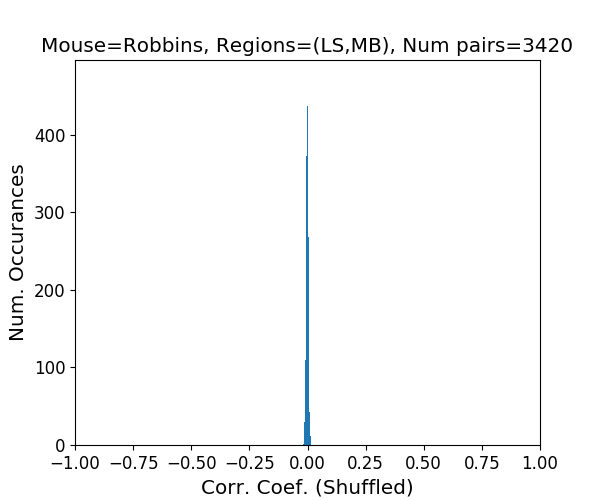 Mouse=Robbins, Regions=(LS,MB), Num pairs=3420
Num. Occurances
400
300
200
100
0
−1.00 −0.75 −0.50 −0.25 0.00 0.25 0.50 0.75 1.00
Corr. Coef. (Shuffled)